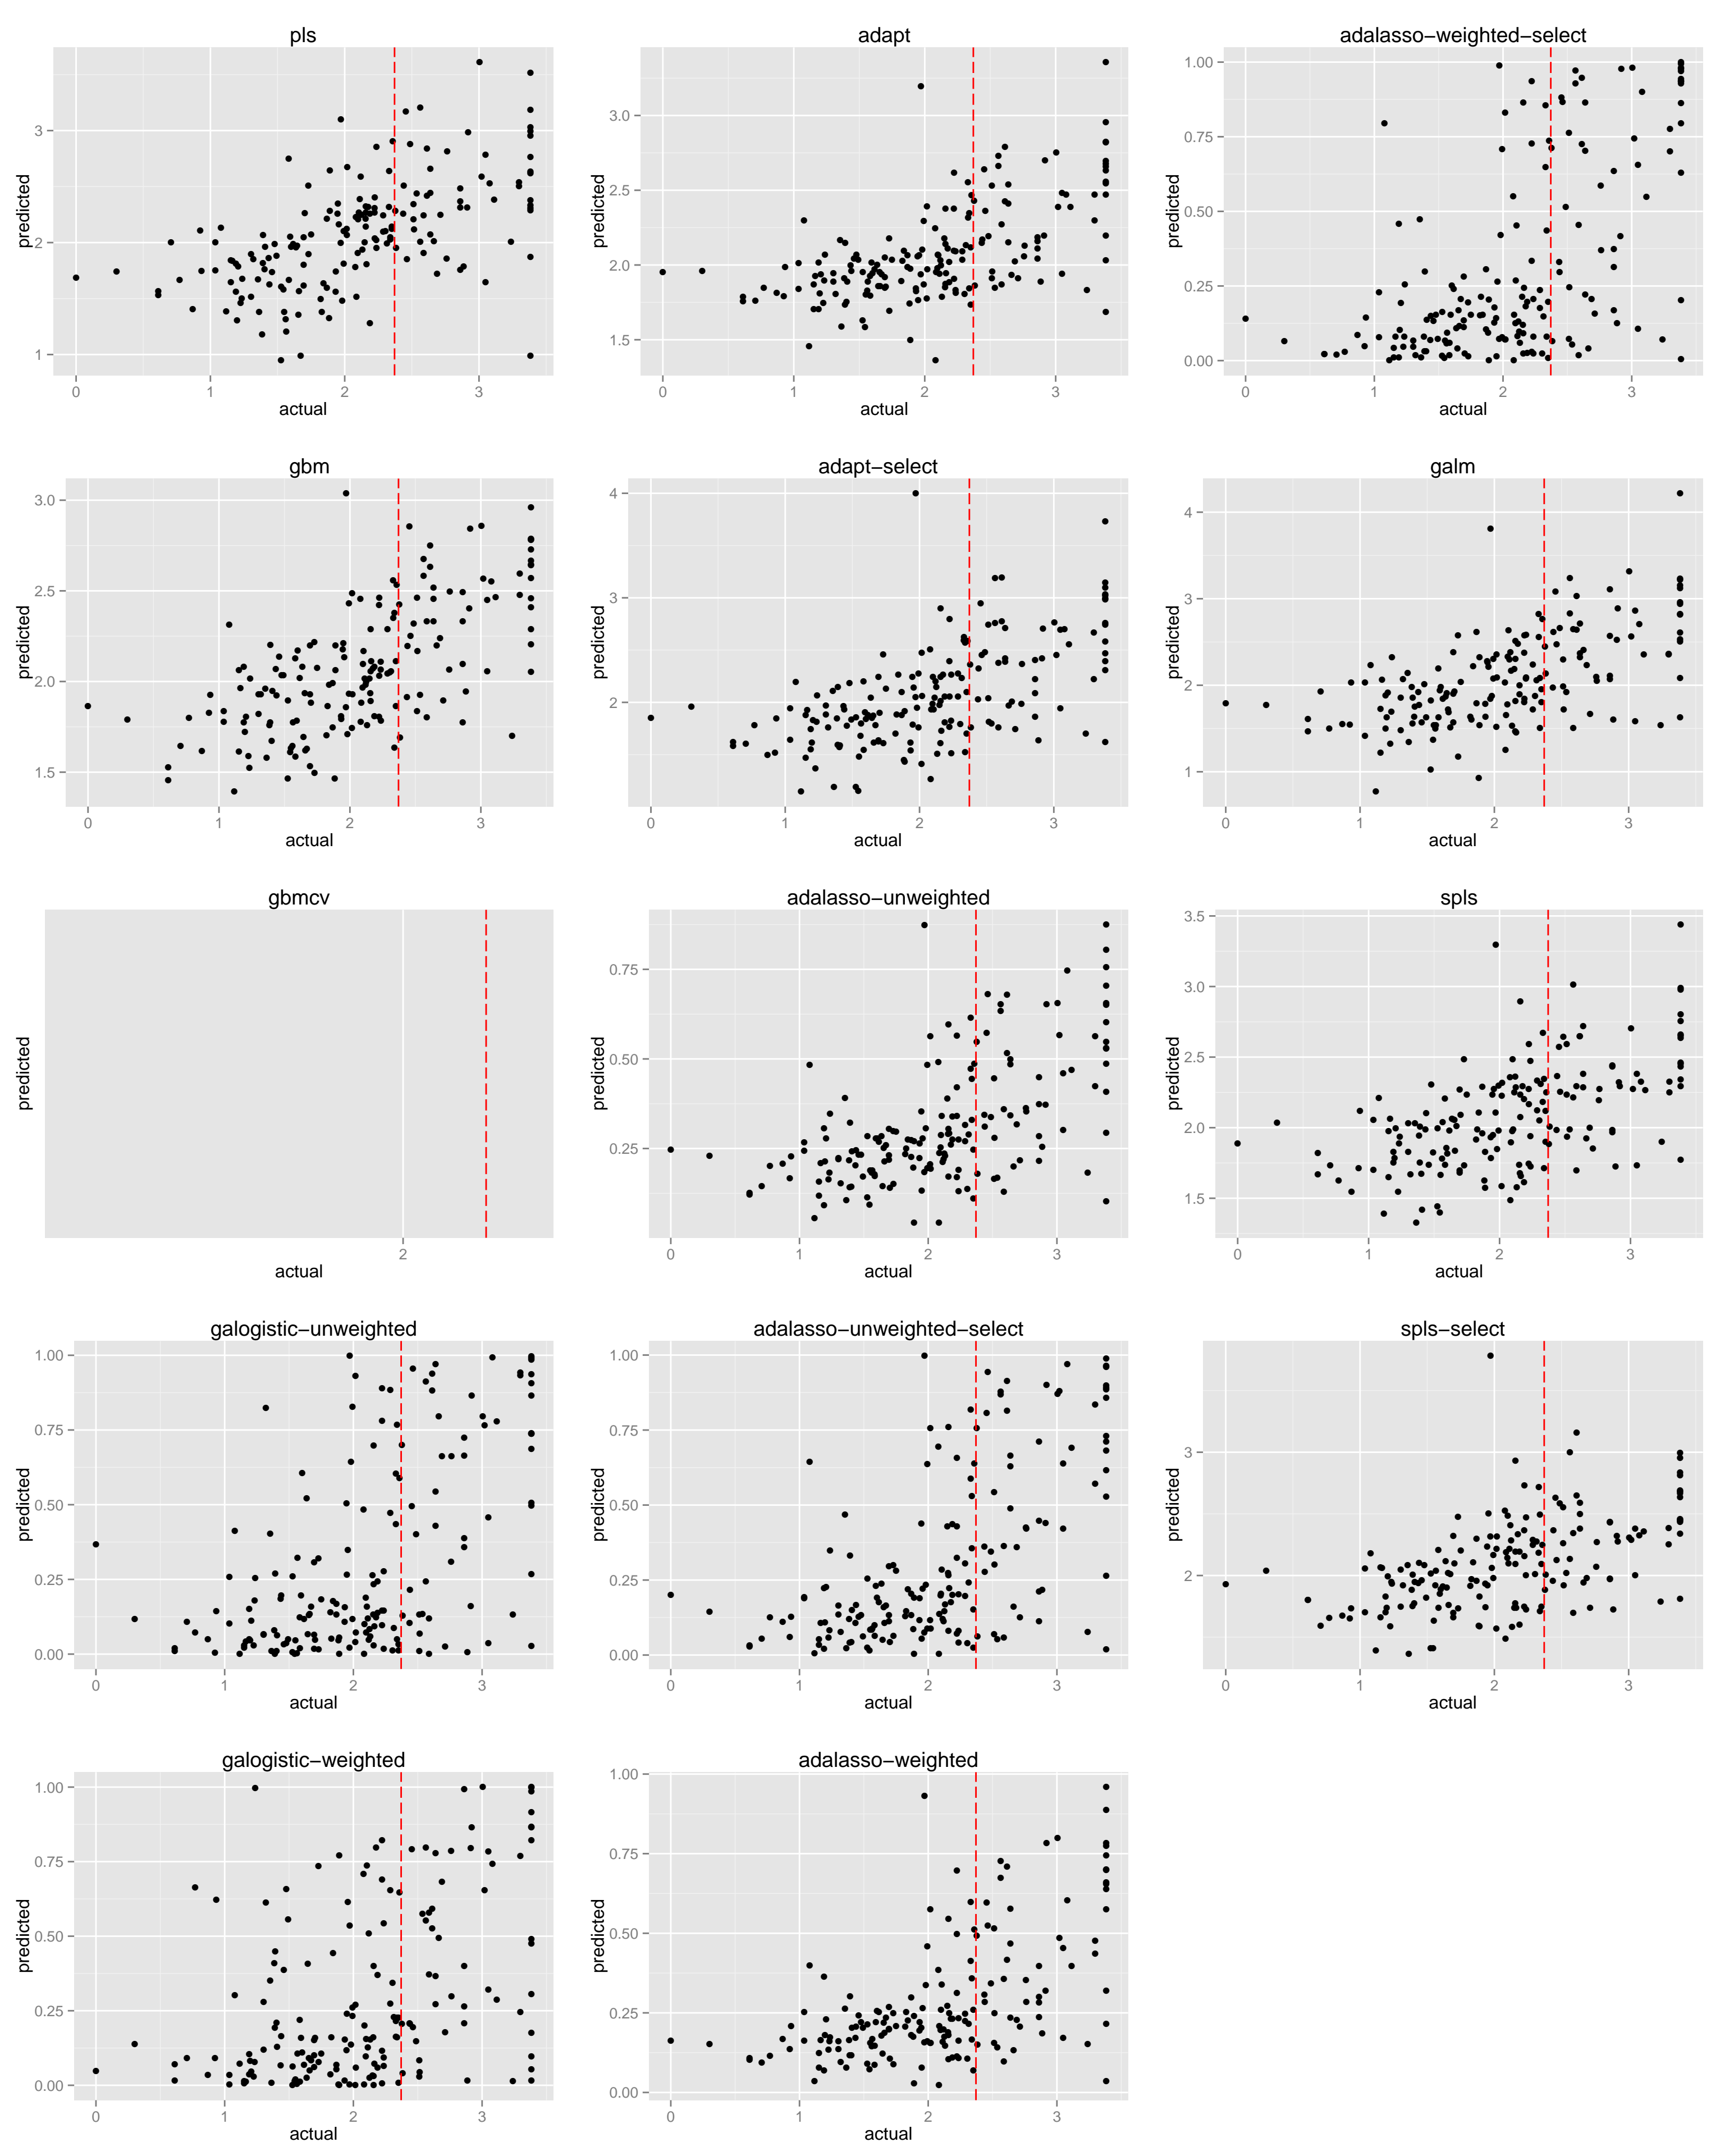 pls
predicted
3
2
1
0 1 2 3
actual
adapt
predicted
3.0
2.5
2.0
1.5
0 1 2 3
actual
adalasso−weighted−select
predicted
1.00
0.75
0.50
0.25
0.00
0 1 2 3
actual
gbm
predicted
3.0
2.5
2.0
1.5
0 1 2 3
actual
adapt−select
predicted
4
3
2
0 1 2 3
actual
galm
predicted
4
3
2
1
0 1 2 3
actual
gbmcv
predicted
2
actual
adalasso−unweighted
predicted
0.75
0.50
0.25
0 1 2 3
actual
spls
predicted
3.5
3.0
2.5
2.0
1.5
0 1 2 3
actual
galogistic−unweighted
predicted
1.00
0.75
0.50
0.25
0.00
0 1 2 3
actual
adalasso−unweighted−select
predicted
1.00
0.75
0.50
0.25
0.00
0 1 2 3
actual
spls−select
predicted
3
2
0 1 2 3
actual
galogistic−weighted
predicted
1.00
0.75
0.50
0.25
0.00
0 1 2 3
actual
adalasso−weighted
predicted
1.00
0.75
0.50
0.25
0.00
0 1 2 3
actual